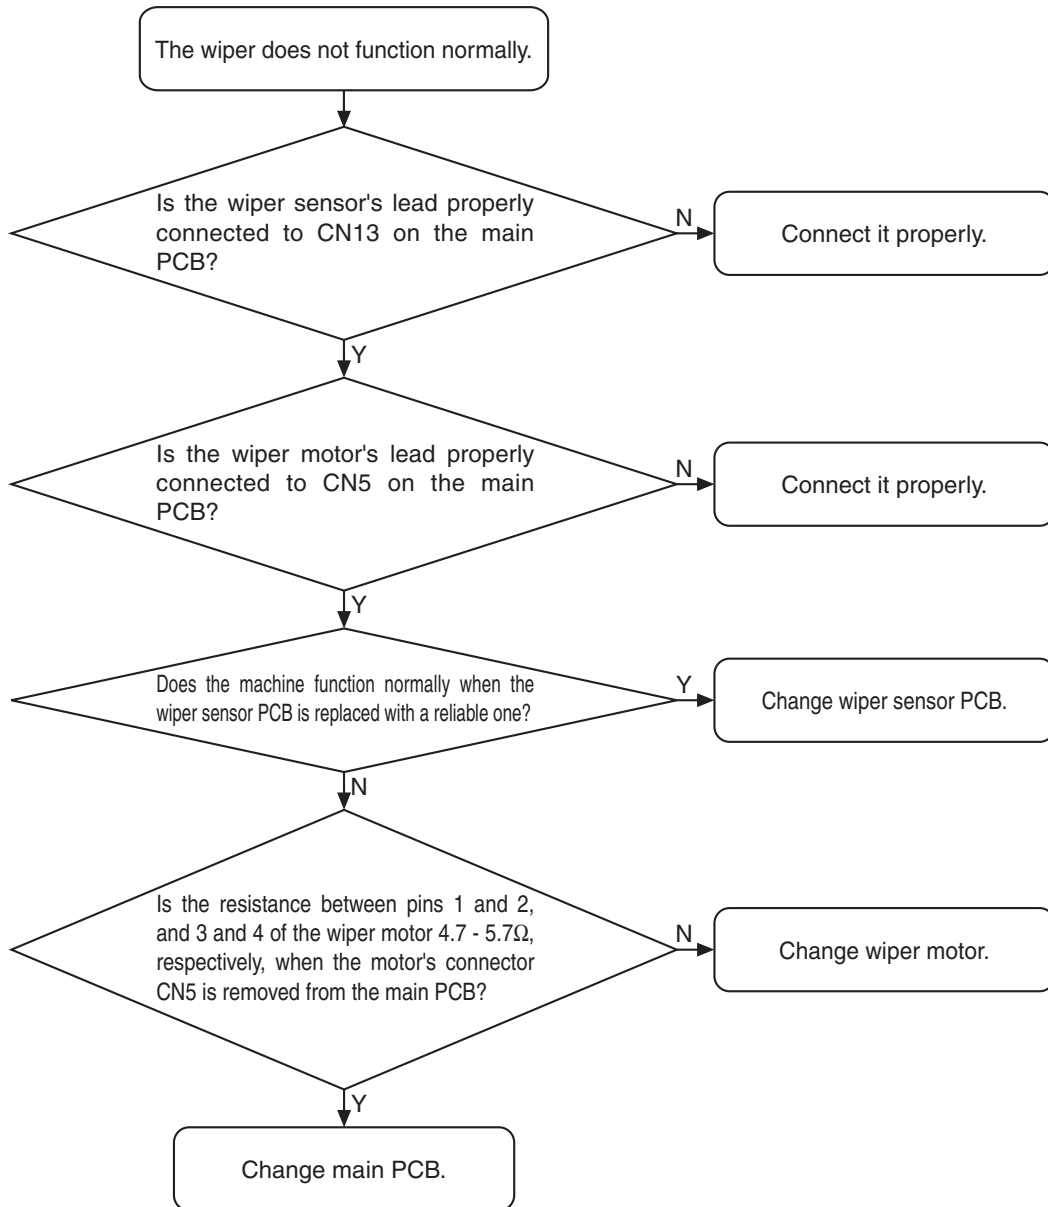 The wiper does not function normally.
Is the wiper sensor's lead properly
connected to CN13 on the main
PCB?
N
Connect it properly.
Y
Is the wiper motor's lead properly
connected to CN5 on the main
PCB?
N
Connect it properly.
Y
Does the machine function normally when the
wiper sensor PCB is replaced with a reliable one?
Y
Change wiper sensor PCB.
N
Is the resistance between pins 1 and 2,
and 3 and 4 of the wiper motor 4.7 - 5.7Ω,
respectively, when the motor's connector
CN5 is removed from the main PCB?
N
Change wiper motor.
Y
Change main PCB.